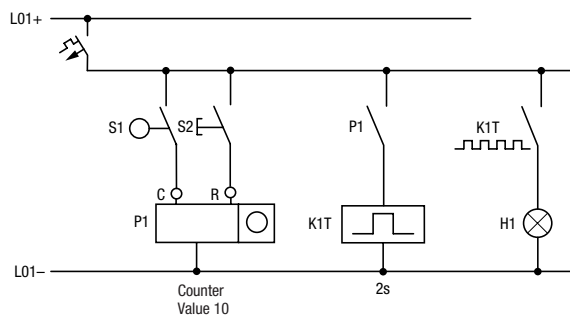 L01+
S1
S2
P1
K1T
C
R
P1
K1T
H1
L01–
Counter
Value 10
2s